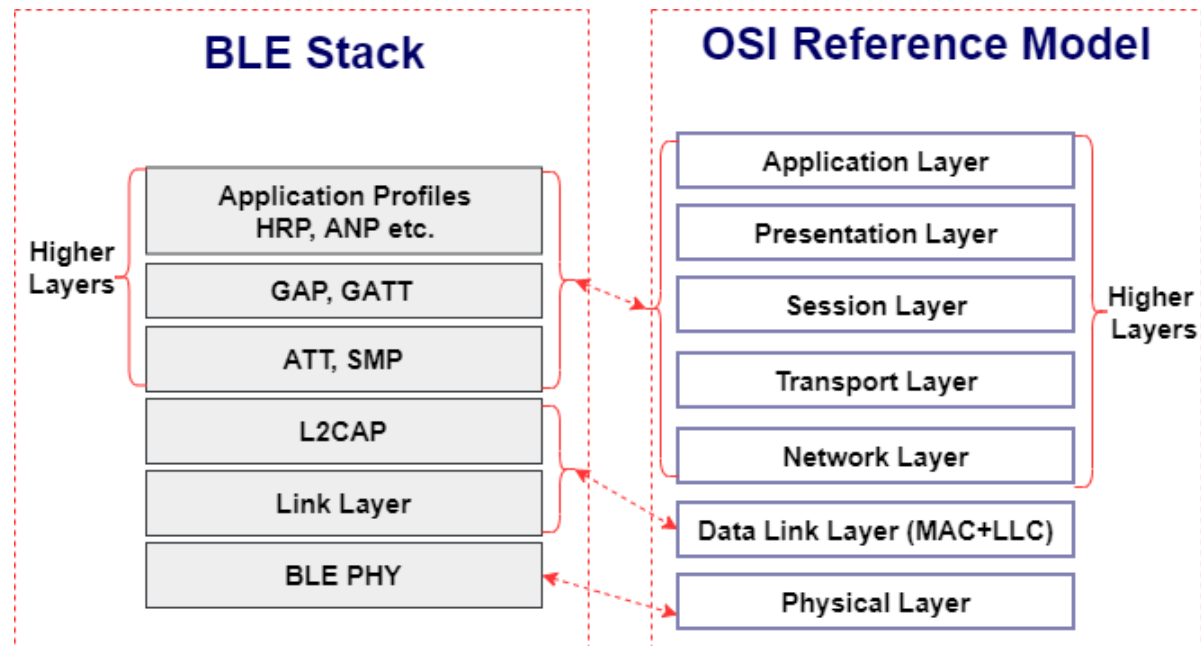 BLE Stack
Application Profiles
HRP, ANP etc.
GAP, GATT
ATT, SMP
L2CAP
Link Layer
BLE PHY
Higher
Layers
OSI Reference Model
Application Layer
Presentation Layer
Session Layer
Transport Layer
Network Layer
Data Link Layer (MAC+LLC)
Physical Layer
Higher
Layers